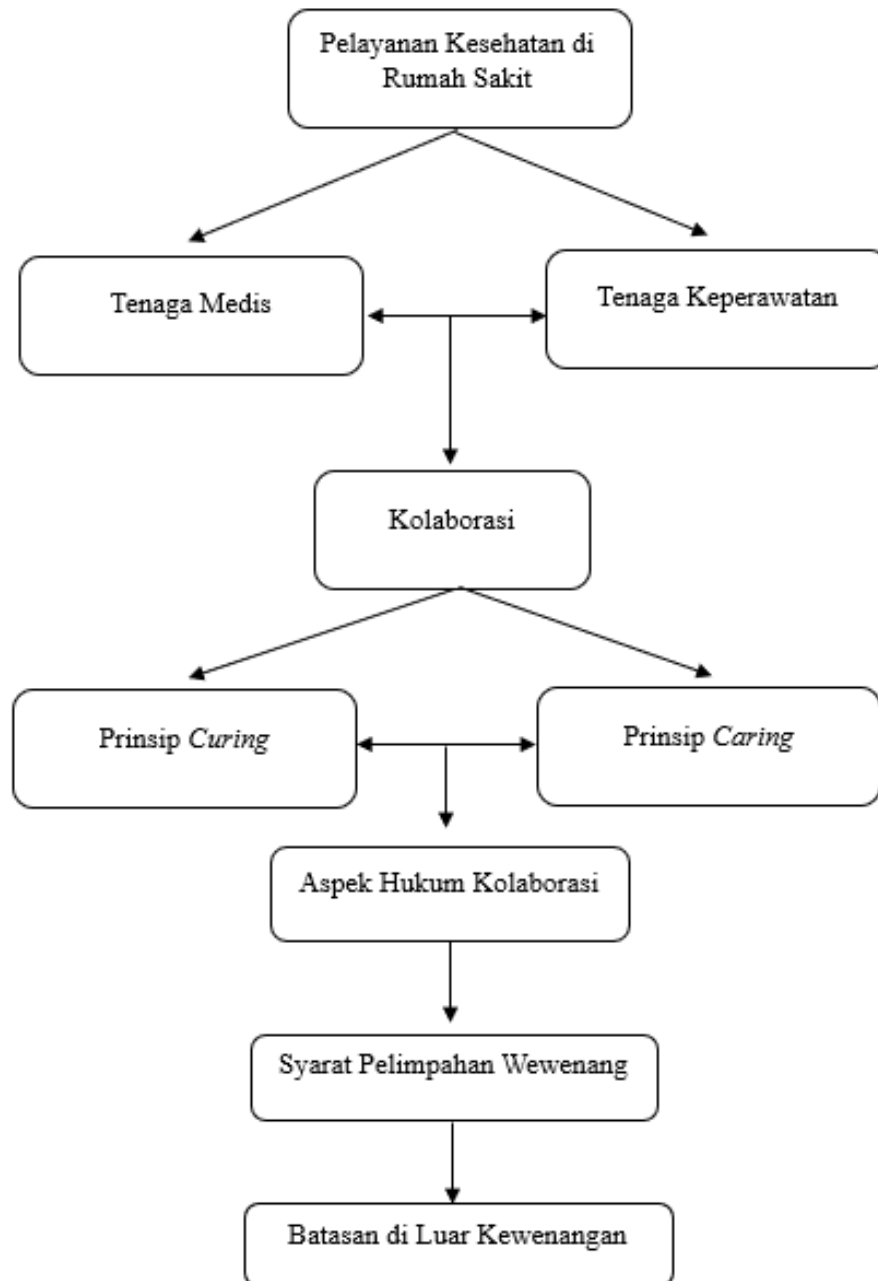 Pelayanan Kesehatan di
Rumah Sakit
Tenaga Medis
Tenaga Keperawatan
Kolaborasi
Prinsip Curing
Prinsip Caring
Aspek Hukum Kolaborasi
Syarat Pelimpahan Wewenang
Batasan di Luar Kewenangan